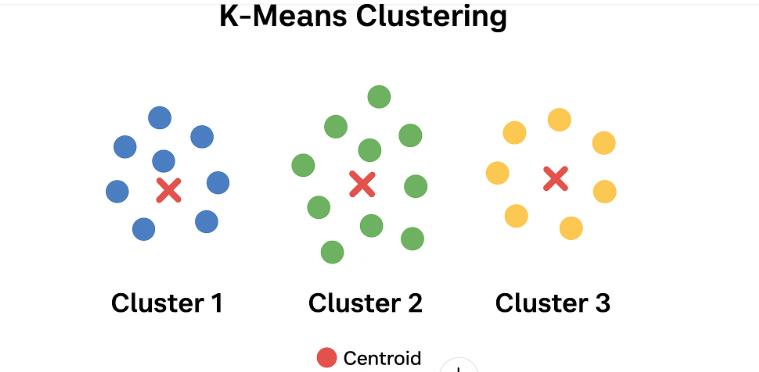 K-Means Clustering
Cluster 1 Cluster 2 Cluster 3
Centroid